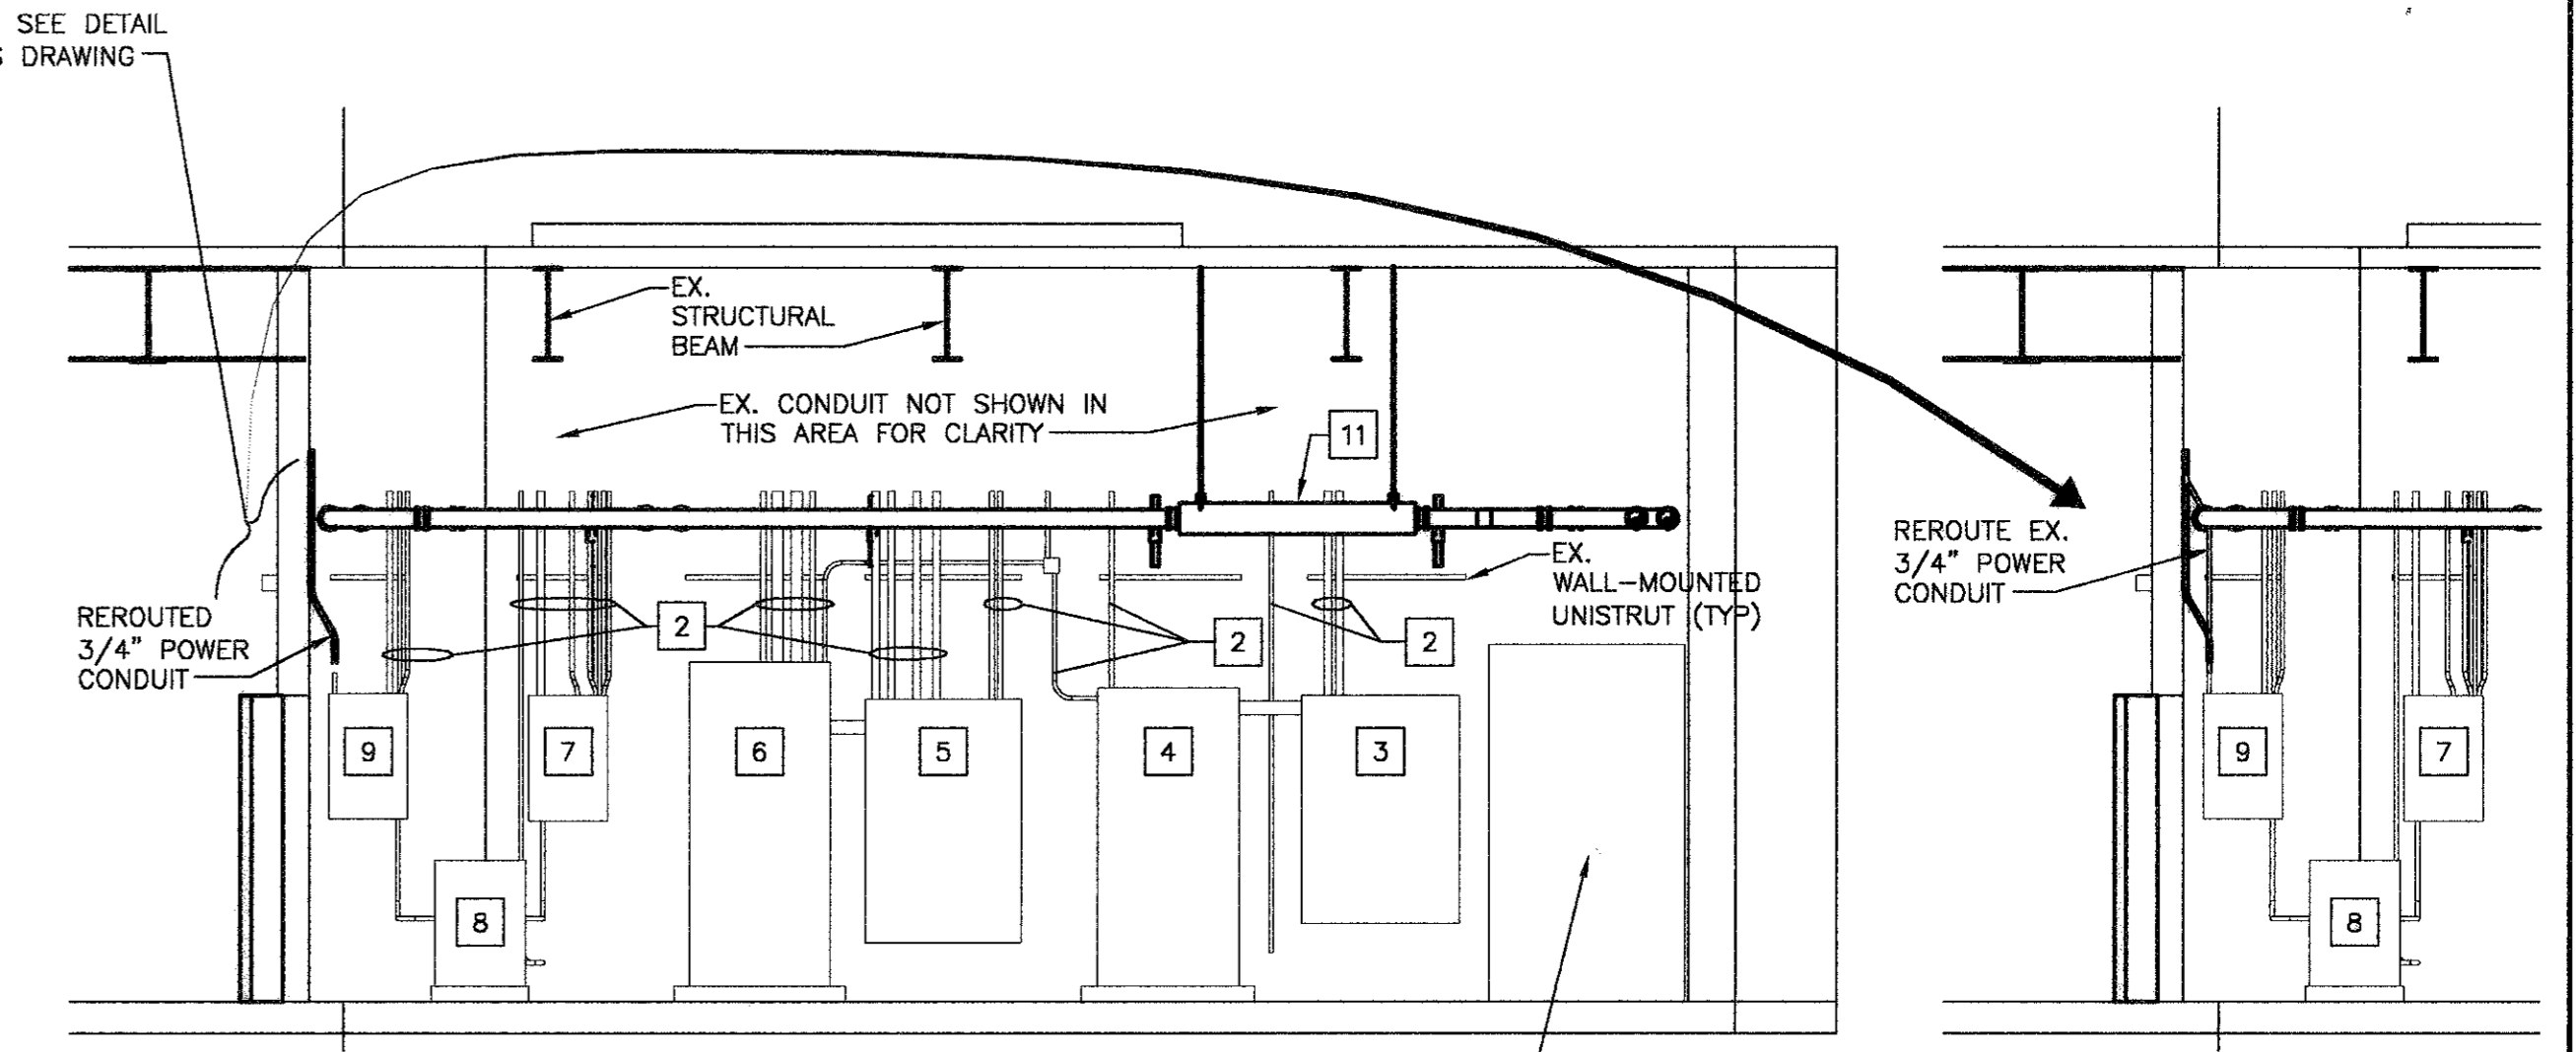 SEE DETAIL
S DRAWING
EX.
STRUCTURAL
BEAM
EX. CONDUIT NOT SHOWN IN
THIS AREA FOR CLARITY
11
REROUTED
3/4" POWER
CONDUIT
2
2
2
EX.
WALL-MOUNTED
UNISTRUT (TYP)
9
7
6
5
4
3
8
REROUTE EX.
3/4" POWER
CONDUIT
9
7
8